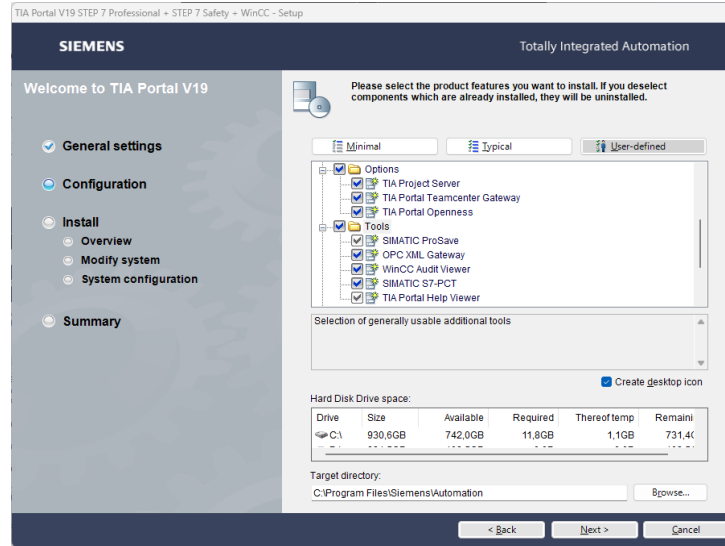 TIA Portal V19 STEP 7 Professional + STEP 7 Safety + WinCC - Setup
SIEMENS
Totally Integrated Automation
Welcome to TIA Portal V19
General settings
Configuration
Install
Overview
Modify system
System configuration
Summary
Please select the product features you want to install. If you deselect
components which are already installed, they will be uninstalled.
Minimal
Typical
User-defined
Options
TIA Project Server
TIA Portal Teamcenter Gateway
TIA Portal Openness
Tools
SIMATIC ProSave
OPC XML Gateway
WinCC Audit Viewer
SIMATIC S7-PCT
TIA Portal Help Viewer
Selection of generally usable additional tools
Create desktop icon
Hard Disk Drive space:
Drive Size Available Required Thereof temp Remaini
C:\ 930,6GB 742,0GB 11,8GB 1,1GB 731,4
Target directory:
C:\Program Files\Siemens\Automation
Browse...
< Back
Next >
Cancel